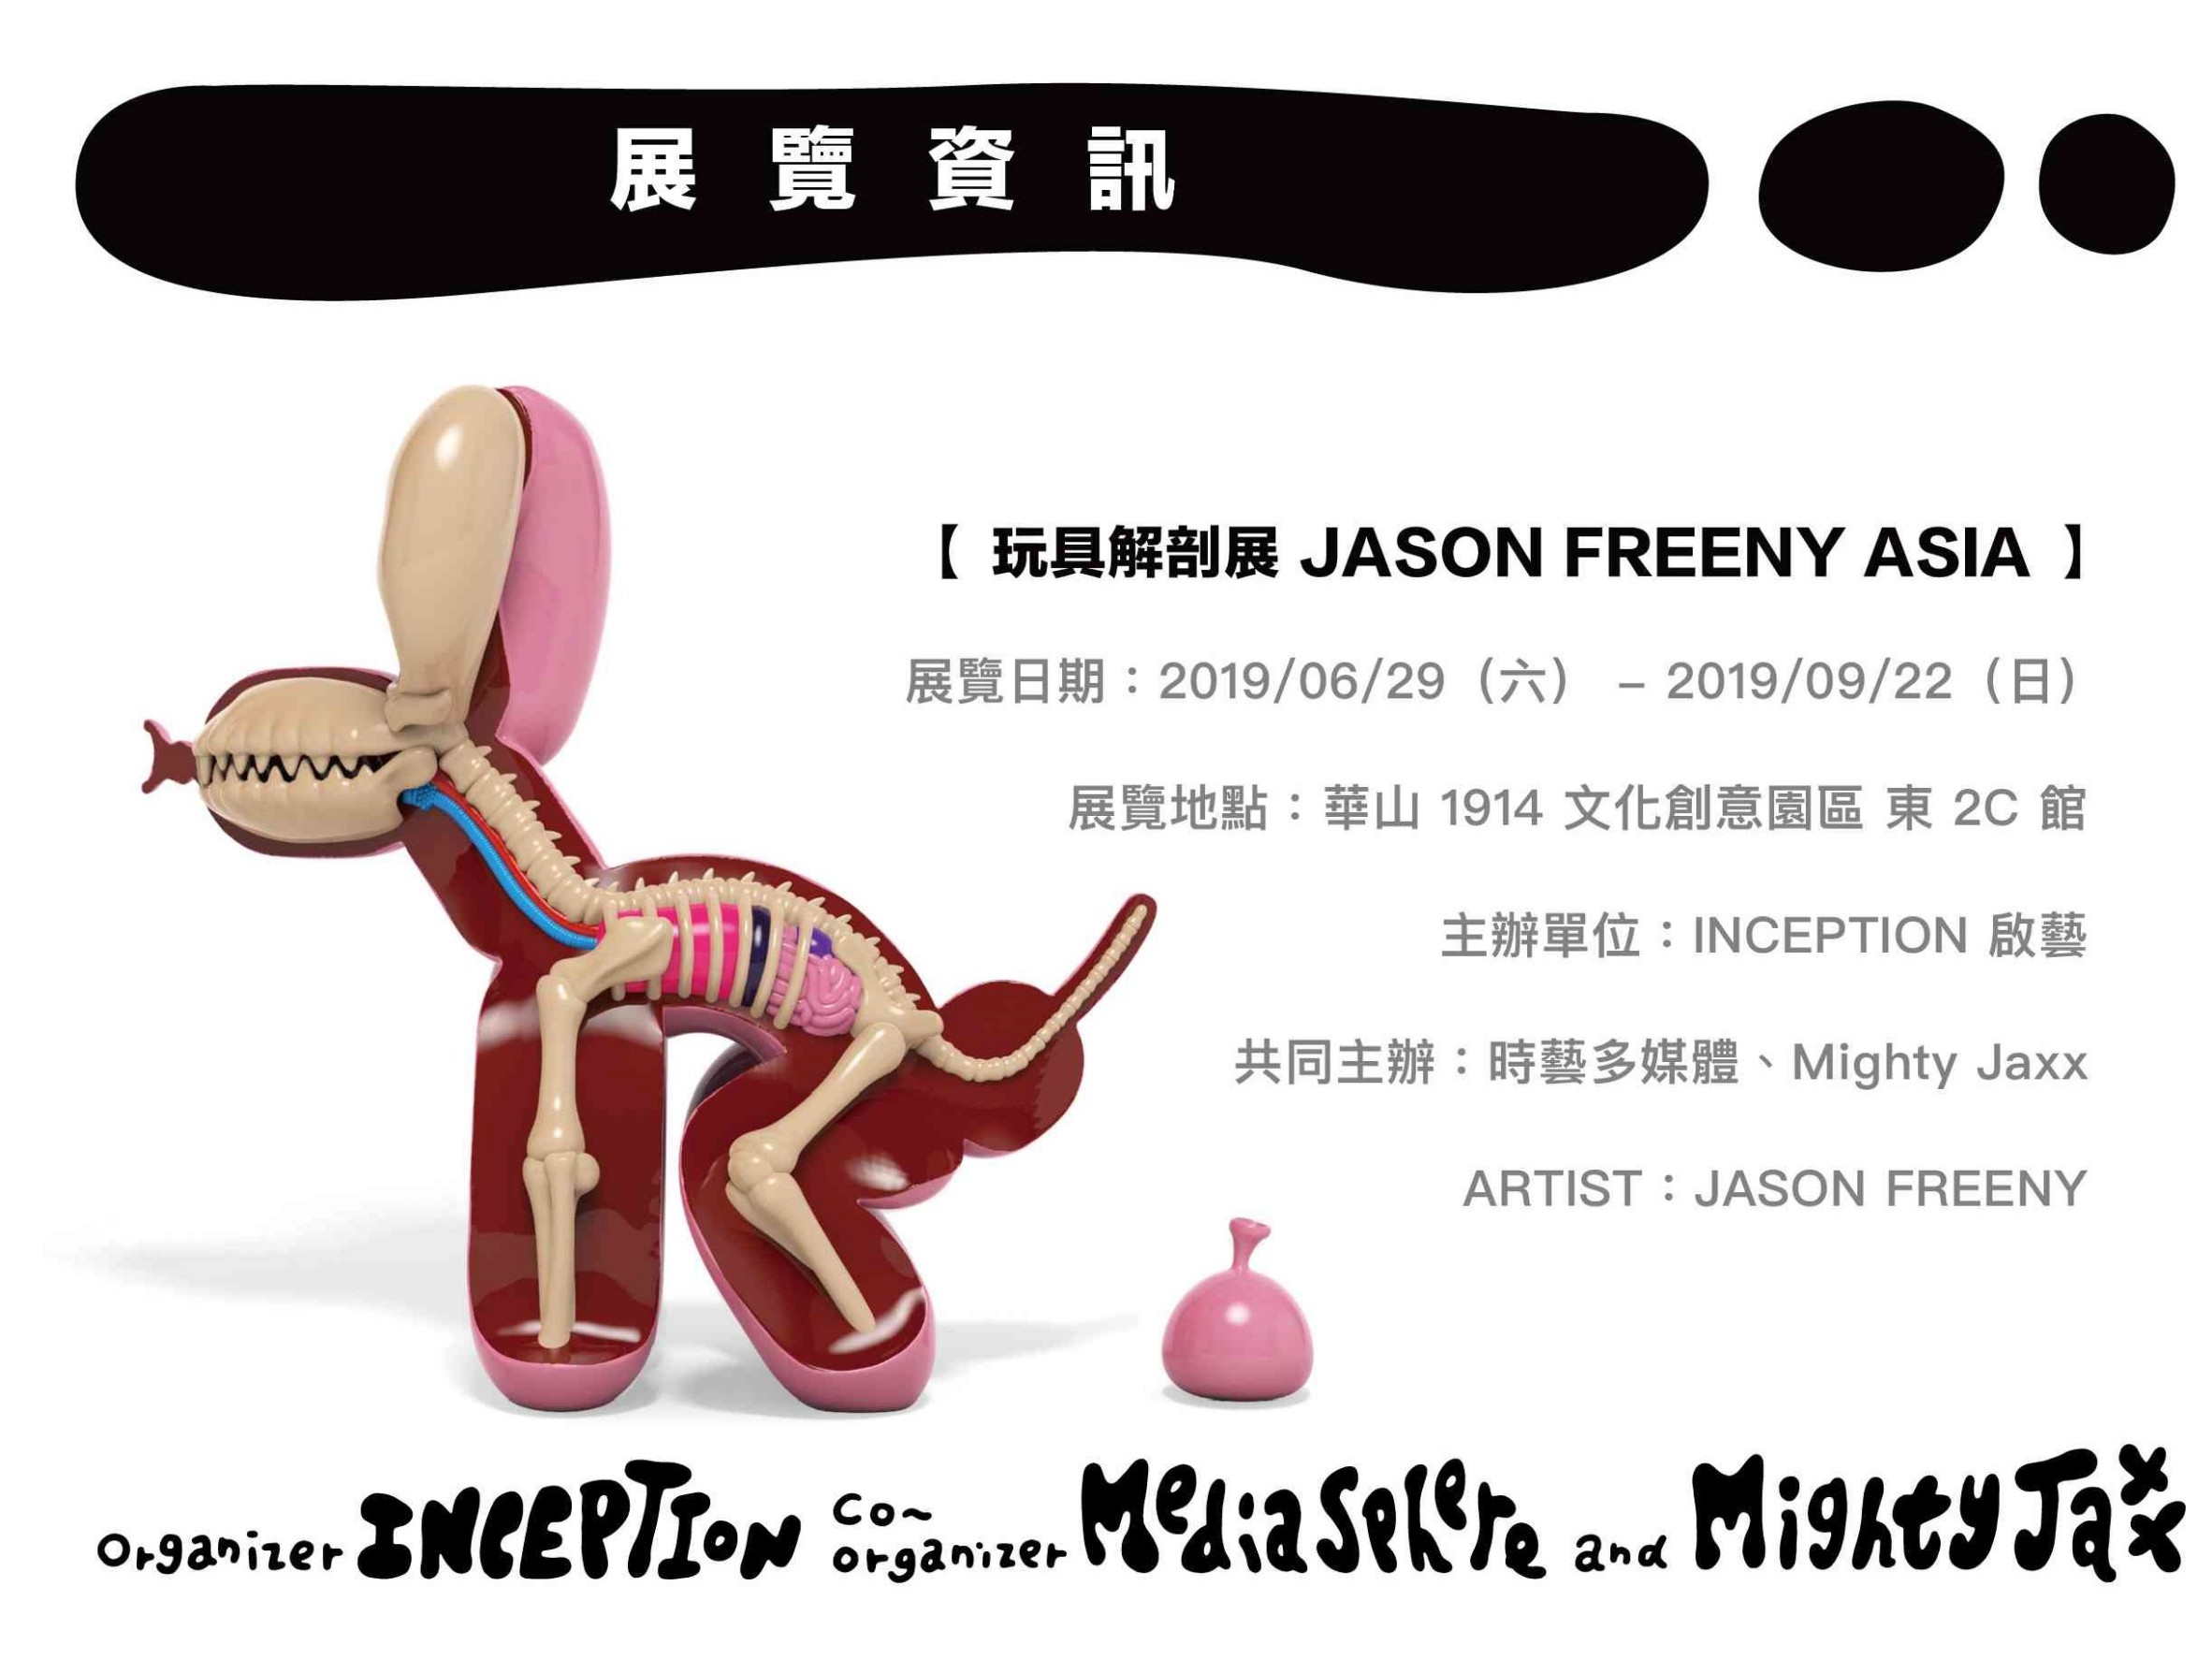 展覽資訊
【 玩具解剖展 JASON FREENY ASIA 】
展覽日期：2019/06/29（六） – 2019/09/22（日）
展覽地點：華山 1914 文化創意園區 東 2C 館
主辦單位：INCEPTION 啟藝
共同主辦：時藝多媒體、Mighty Jaxx
ARTIST：JASON FREENY
Organizer INCEPTION Co~organizer MediaSphere and Mighty Jaxx